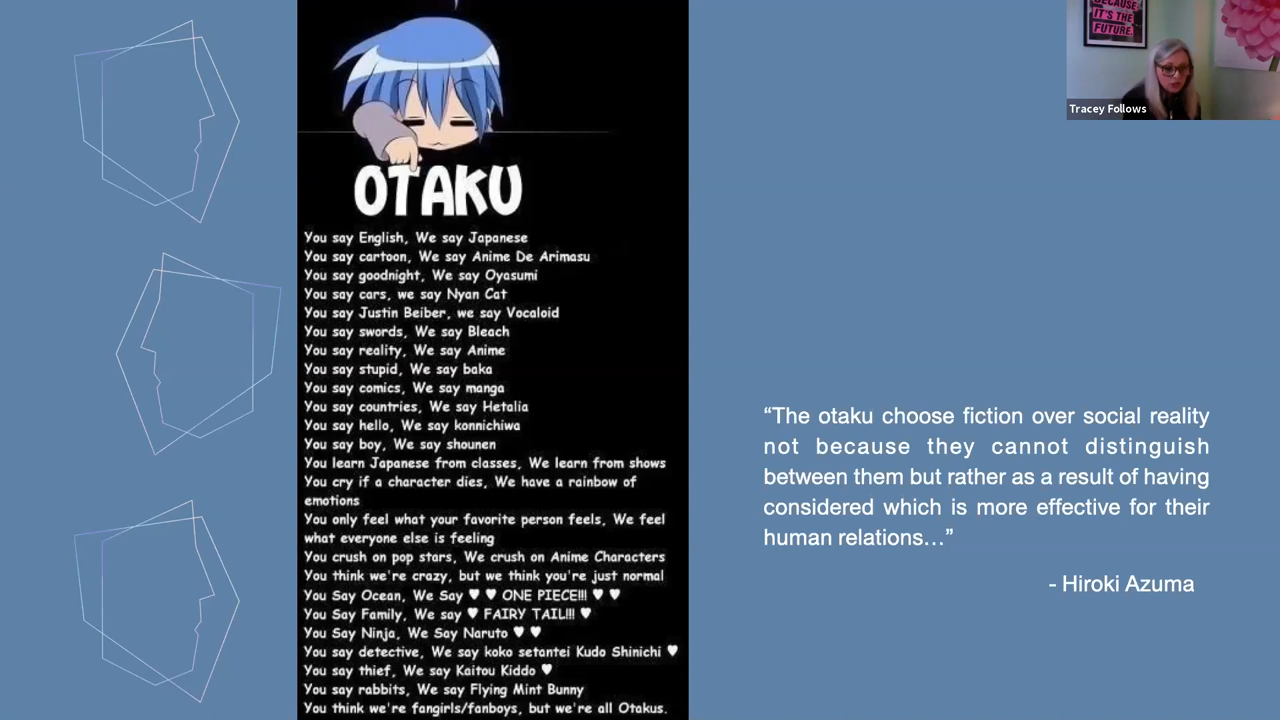 BECAUSE
IT'S THE
FUTURE.
Tracey Follows
OTAKU
You say English, We say Japanese
You say cartoon, We say Anime De Arimasu
You say goodnight, We say Oyasumi
You say cars, we say Nyan Cat
You say Justin Beiber, we say Vocaloid
You say swords, We say Bleach
You say reality, We say Anime
You say stupid, We say baka
You say comics, We say manga
You say countries, We say Hetalia
You say hello, We say konnichiwa
You say boy, We say shounen
You learn Japanese from classes, We learn from shows
You cry if a character dies, We have a rainbow of
emotions
You only feel what your favorite person feels, We feel
what everyone else is feeling
You crush on pop stars, We crush on Anime Characters
You think we're crazy, but we think you're just normal
You Say Ocean, We Say ♥ ♥ ONE PIECE!!! ♥ ♥
You Say Family, We say ♥ FAIRY TAIL!!! ♥
You Say Ninja, We Say Naruto ♥ ♥
You say detective, We say koko setantei Kudo Shinichi ♥
You say thief, We say Kaitou Kiddo ♥
You say rabbits, We say Flying Mint Bunny
You think we're fangirls/fanboys, but we're all Otakus.
“The otaku choose fiction over social reality
not because they cannot distinguish
between them but rather as a result of having
considered which is more effective for their
human relations…”
- Hiroki Azuma